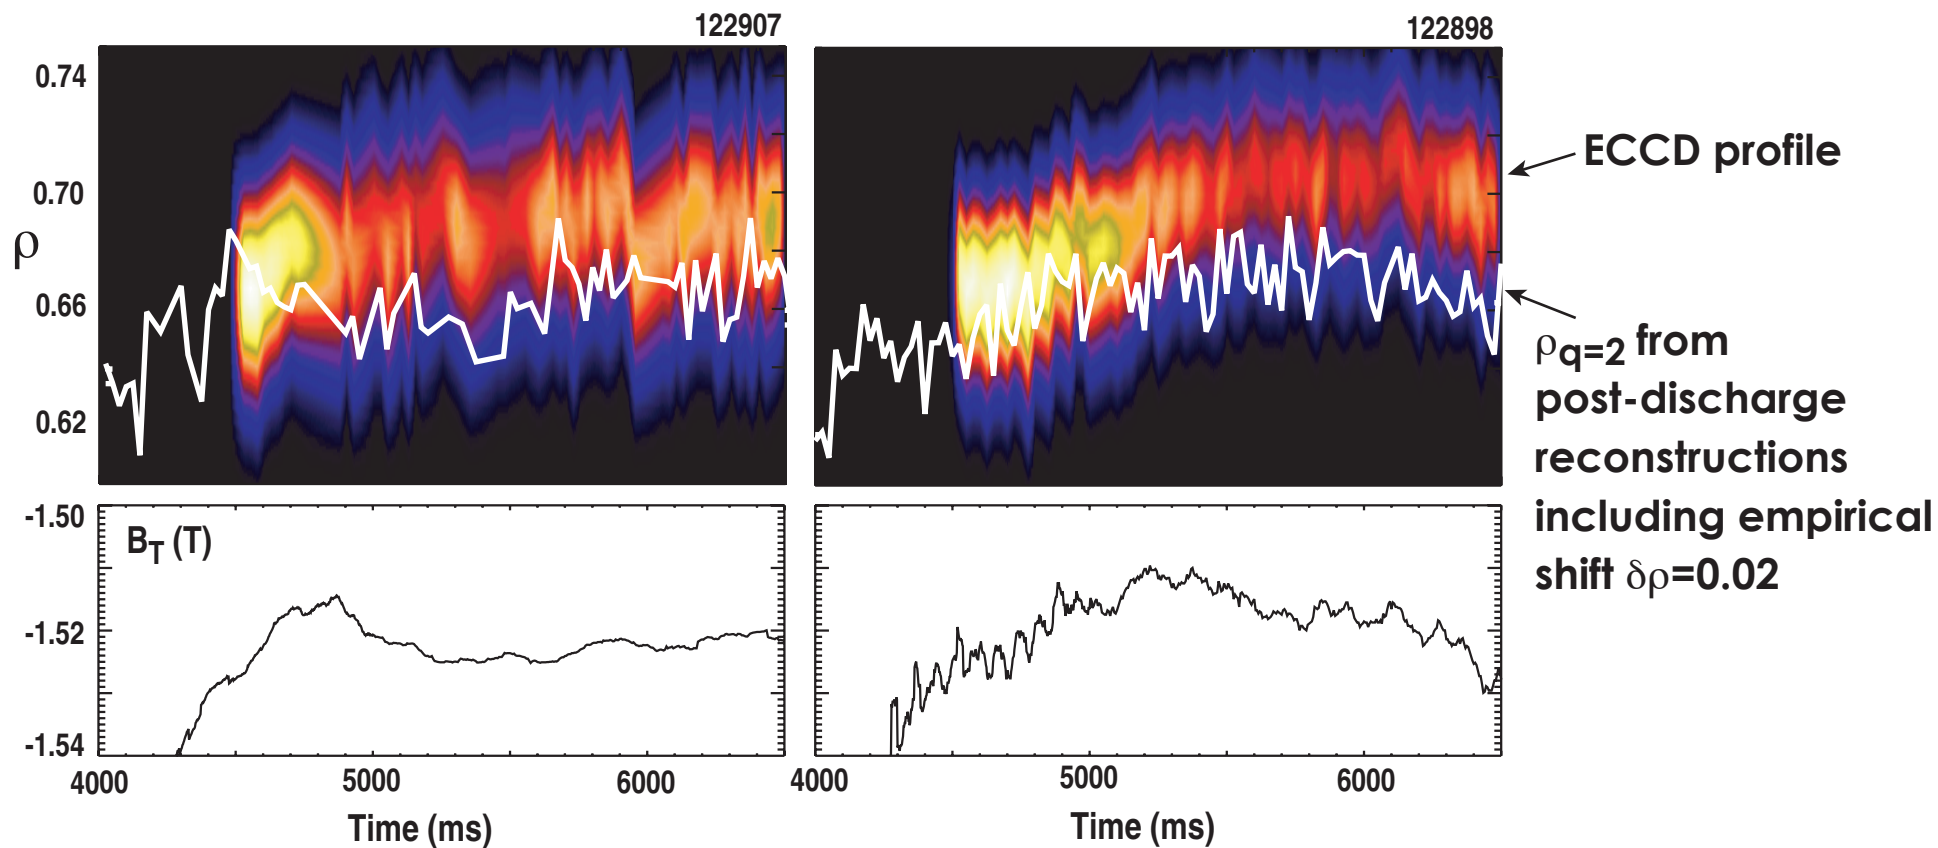 122907
122898
0.74
0.70
ρ
0.66
0.62
ECCD profile
ρq=2 from
post-discharge
reconstructions
including empirical
shift δρ=0.02
-1.50
BT (T)
-1.52
-1.54
4000
5000
6000
4000
5000
6000
Time (ms)
Time (ms)